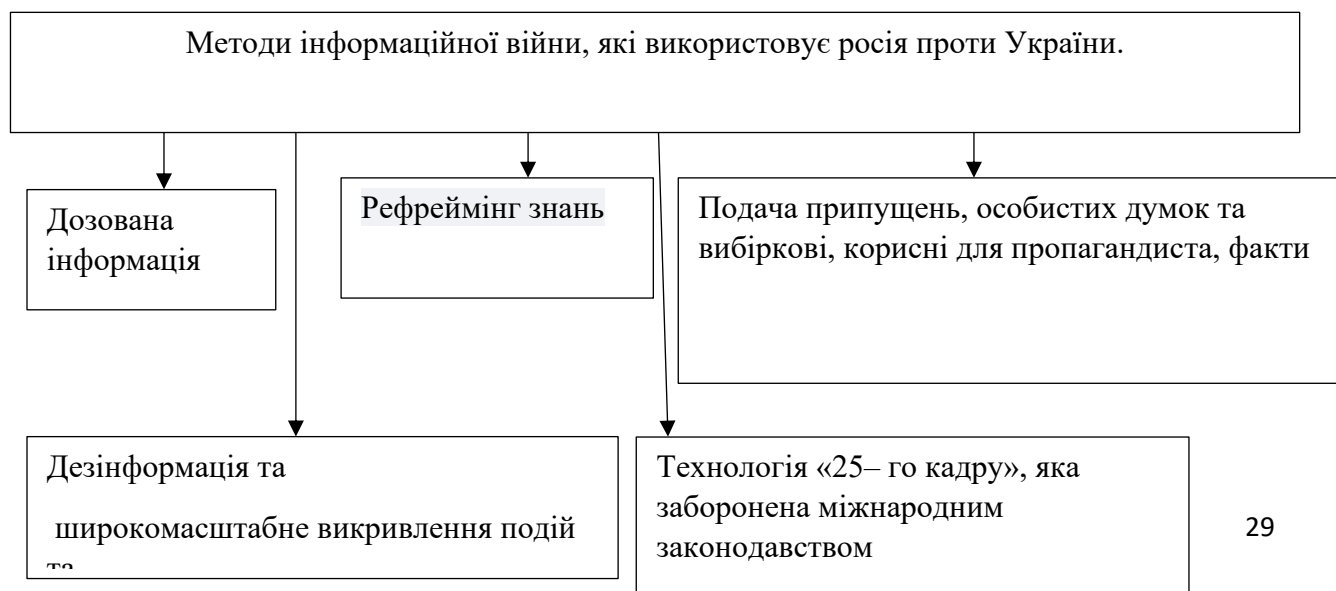 Методи інформаційної війни, які використовує росія проти України.
Дозована
інформація
Рефреймінг знань
Подача припущень, особистих думок та
вибіркові, корисні для пропагандиста, факти
Дезінформація та
широкомасштабне викривлення подій
та
Технологія «25– го кадру», яка
заборонена міжнародним
законодавством
29